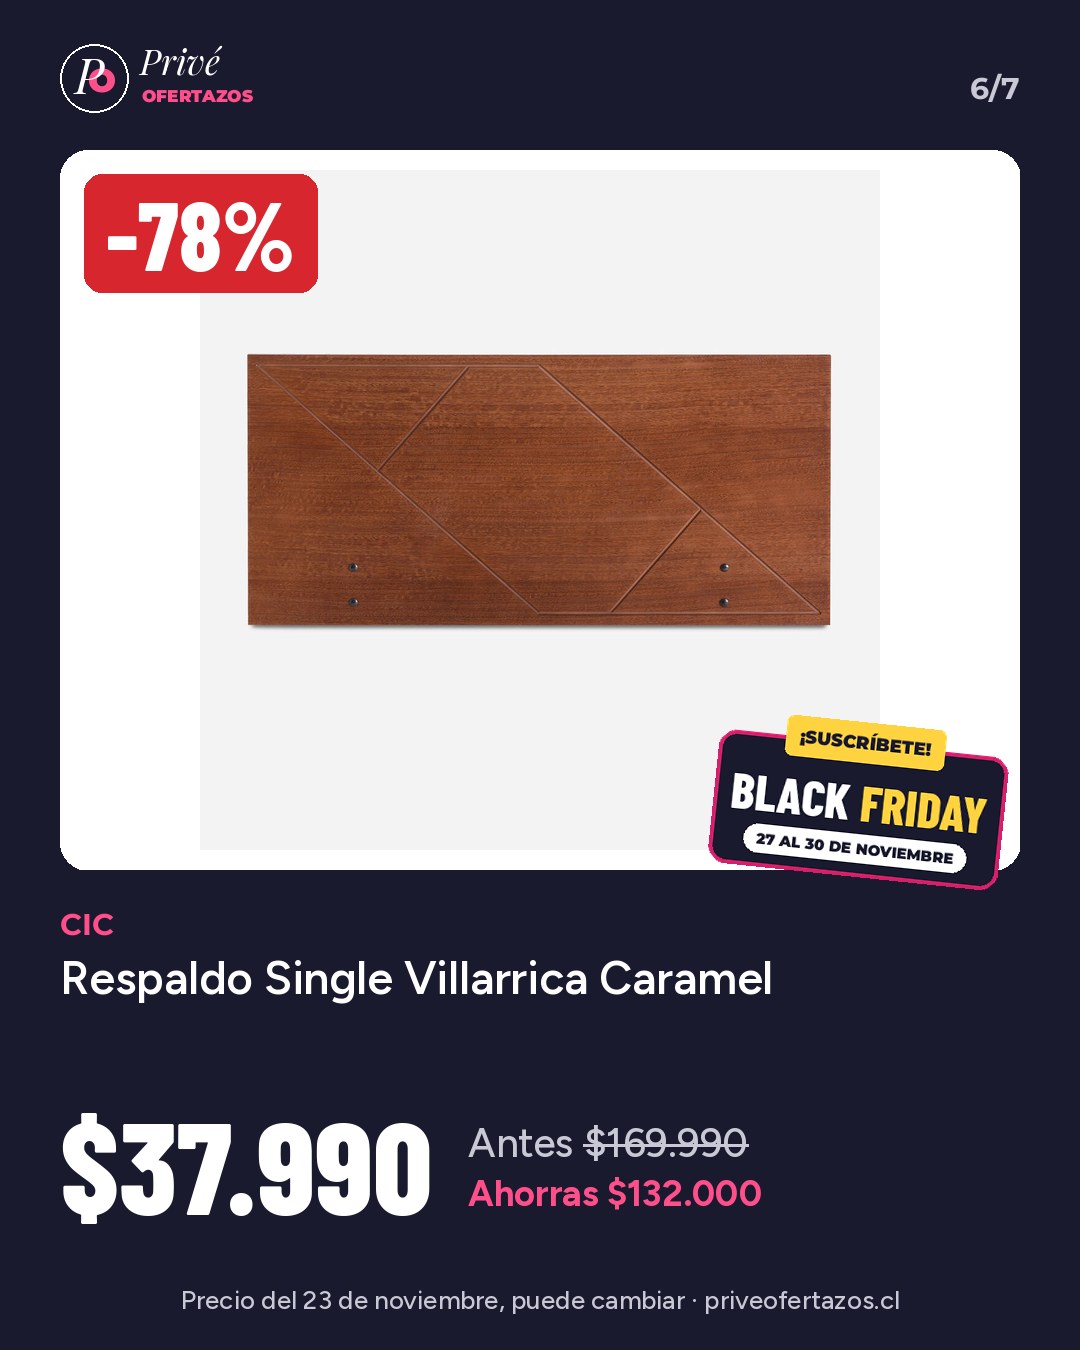 Privé
OFERTAZOS
6/7
-78%
¡SUSCRÍBETE!
BLACK FRIDAY
27 AL 30 DE NOVIEMBRE
CIC
Respaldo Single Villarrica Caramel
$37.990
Antes $169.990
Ahorras $132.000
Precio del 23 de noviembre, puede cambiar · priveofertazos.cl